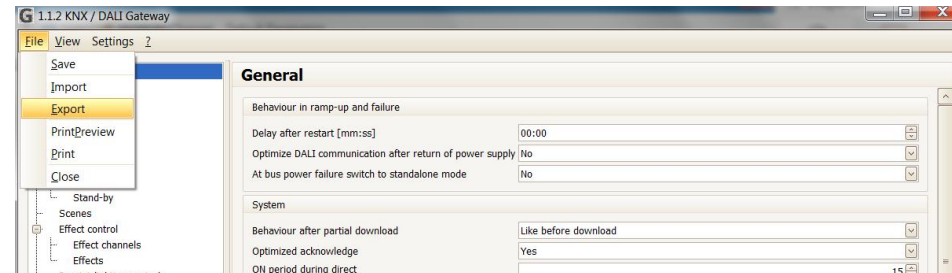 G 1.1.2 KNX / DALI Gateway
File View Settings ?
Save
Import
Export
PrintPreview
Print
Close
Stand-by
Scenes
Effect control
Effect channels
Effects
General
Behaviour in ramp-up and failure
Delay after restart [mm:ss] 00:00
Optimize DALI communication after return of power supply No
At bus power failure switch to standalone mode No
System
Behaviour after partial download Like before download
Optimized acknowledge Yes
ON period during direct 15